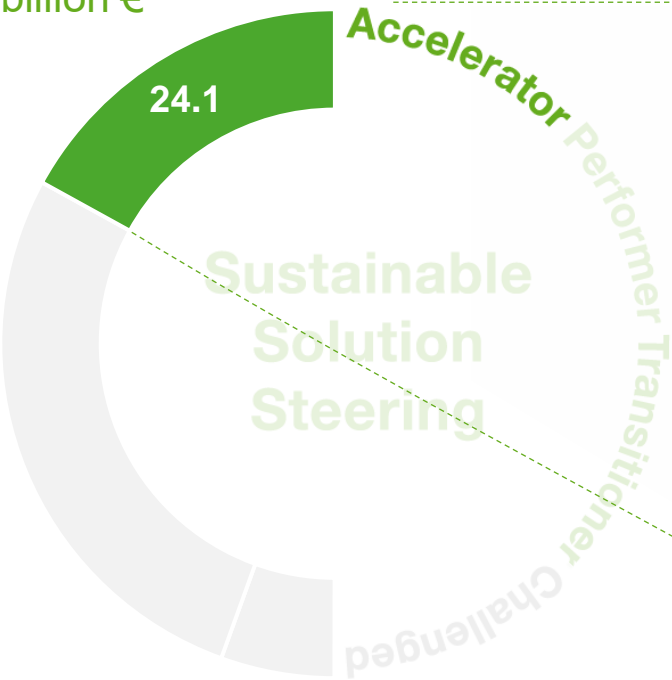 billion €
Accelerator Performer Transitioner Challenged
24.1
Sustainable
Solution
Steering